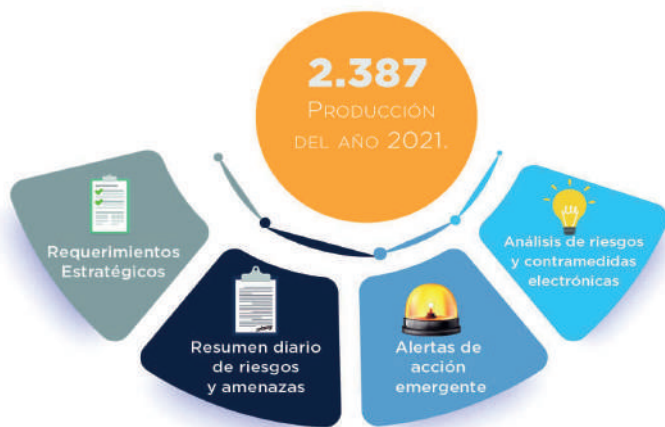 2.387
Producción
del año 2021.
Requerimientos
Estratégicos
Resumen diario
de riesgos
y amenazas
Alertas de
acción
emergente
Análisis de riesgos
y contramedidas
electrónicas